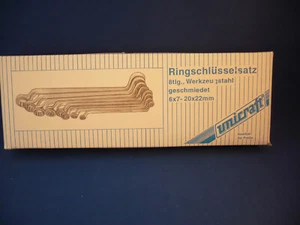 Ringschlüsselsatz
8tlg., Werkzeugstahl
geschmiedet
6x7-20x22mm
unicraft